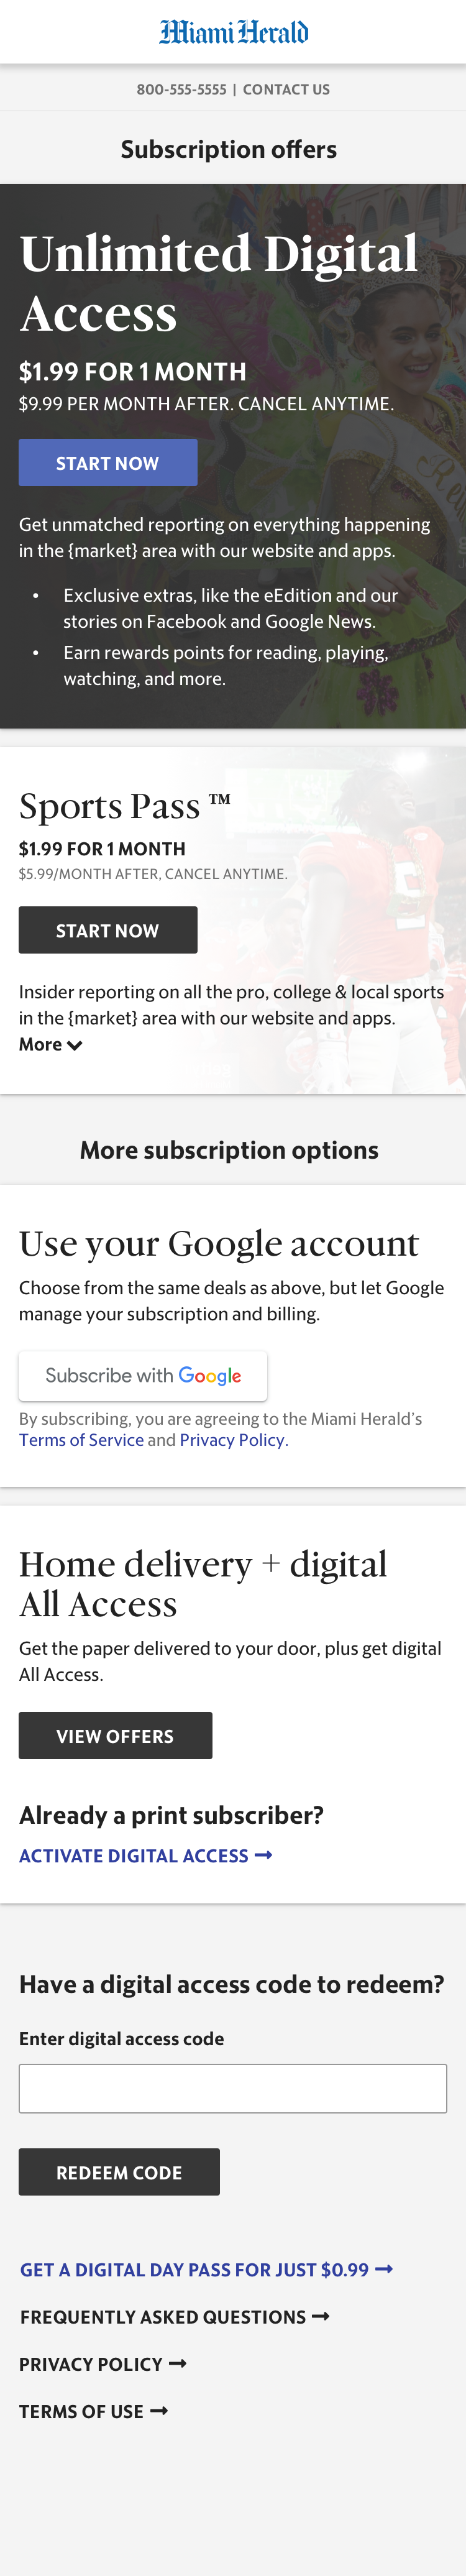 Miami Herald
800-555-5555 | CONTACT US
Subscription offers
Unlimited Digital
Access
$1.99 FOR 1 MONTH
$9.99 PER MONTH AFTER. CANCEL ANYTIME.
START NOW
Get unmatched reporting on everything happening
in the {market} area with our website and apps.
• Exclusive extras, like the eEdition and our
stories on Facebook and Google News.
• Earn rewards points for reading, playing,
watching, and more.
Sports Pass ™
$1.99 FOR 1 MONTH
$5.99/MONTH AFTER, CANCEL ANYTIME.
START NOW
Insider reporting on all the pro, college & local sports
in the {market} area with our website and apps.
More
More subscription options
Use your Google account
Choose from the same deals as above, but let Google
manage your subscription and billing.
Subscribe with Google
By subscribing, you are agreeing to the Miami Herald's
Terms of Service and Privacy Policy.
Home delivery + digital
All Access
Get the paper delivered to your door, plus get digital
All Access.
VIEW OFFERS
Already a print subscriber?
ACTIVATE DIGITAL ACCESS →
Have a digital access code to redeem?
Enter digital access code
REDEEM CODE
GET A DIGITAL DAY PASS FOR JUST $0.99 →
FREQUENTLY ASKED QUESTIONS →
PRIVACY POLICY →
TERMS OF USE →